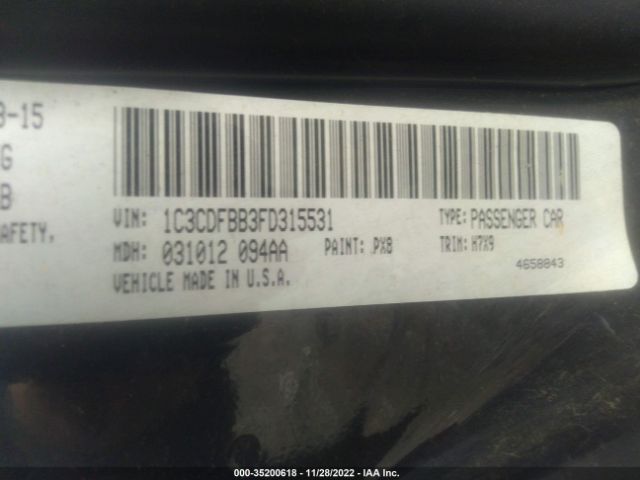 3-15
G
B
AFETY.
VIN: 1C3CDFBB3FD315531 TYPE: PASSENGER CAR
MDH: 031012 094AA PAINT: PX8 TRIM: H7X9
VEHICLE MADE IN U.S.A. 4658843
000-35200618 - 11/28/2022 - IAA Inc.